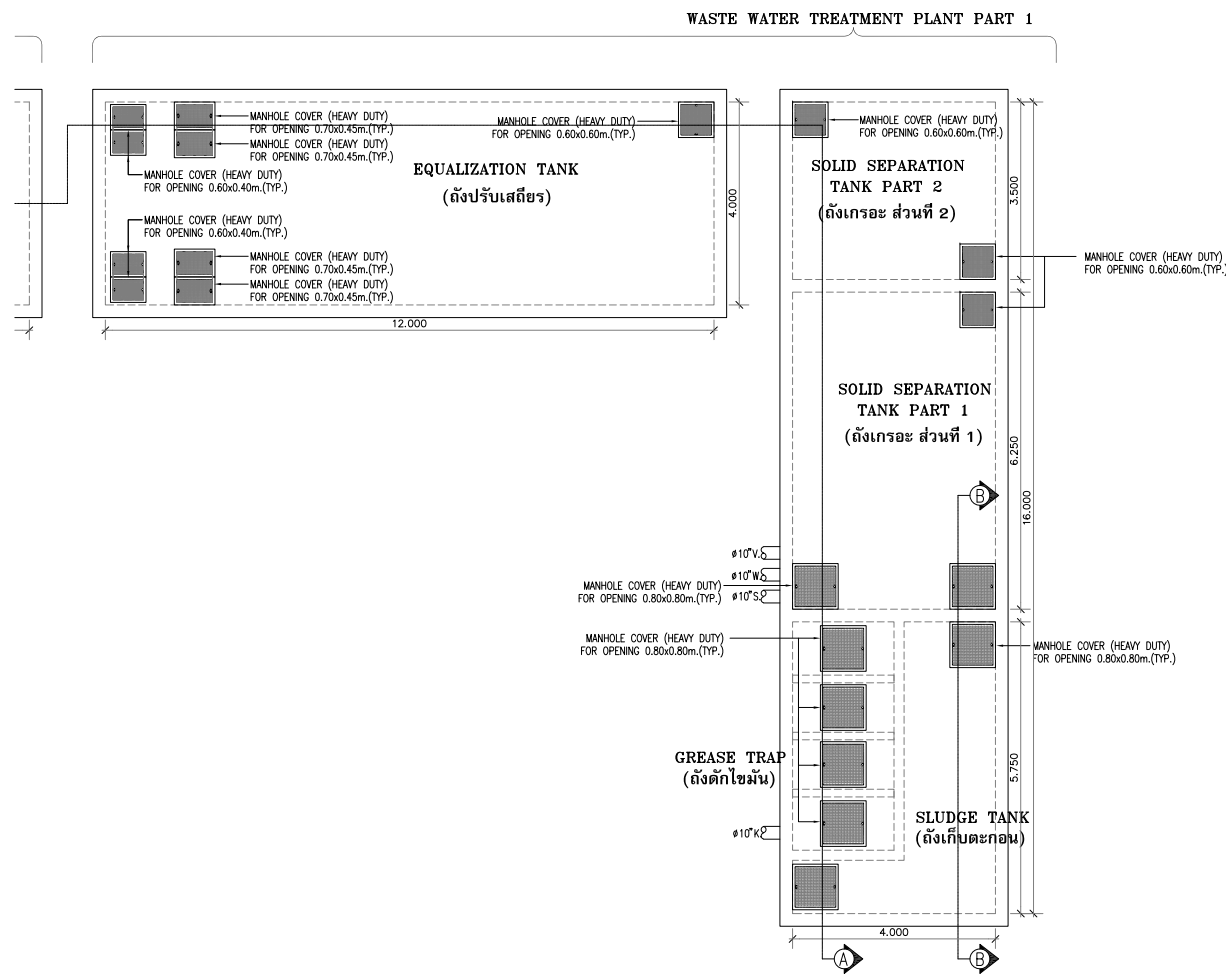 WASTE WATER TREATMENT PLANT PART 1
MANHOLE COVER (HEAVY DUTY)
FOR OPENING 0.70x0.45m.(TYP.)
MANHOLE COVER (HEAVY DUTY)
FOR OPENING 0.70x0.45m.(TYP.)
MANHOLE COVER (HEAVY DUTY)
FOR OPENING 0.60x0.40m.(TYP.)
MANHOLE COVER (HEAVY DUTY)
FOR OPENING 0.60x0.60m.(TYP.)
EQUALIZATION TANK
(ถังปรับเสถียร)
4.000
MANHOLE COVER (HEAVY DUTY)
FOR OPENING 0.60x0.40m.(TYP.)
MANHOLE COVER (HEAVY DUTY)
FOR OPENING 0.70x0.45m.(TYP.)
MANHOLE COVER (HEAVY DUTY)
FOR OPENING 0.70x0.45m.(TYP.)
12.000
MANHOLE COVER (HEAVY DUTY)
FOR OPENING 0.60x0.60m.(TYP.)
SOLID SEPARATION
TANK PART 2
(ถังเกรอะ ส่วนที่ 2)
3.500
MANHOLE COVER (HEAVY DUTY)
FOR OPENING 0.60x0.60m.(TYP.)
SOLID SEPARATION
TANK PART 1
(ถังเกรอะ ส่วนที่ 1)
6.250
16.000
B
ø10"V.
ø10"W.
ø10"S.
MANHOLE COVER (HEAVY DUTY)
FOR OPENING 0.80x0.80m.(TYP.)
MANHOLE COVER (HEAVY DUTY)
FOR OPENING 0.80x0.80m.(TYP.)
MANHOLE COVER (HEAVY DUTY)
FOR OPENING 0.80x0.80m.(TYP.)
GREASE TRAP
(ถังดักไขมัน)
5.750
ø10"K.
SLUDGE TANK
(ถังเก็บตะกอน)
4.000
A
B